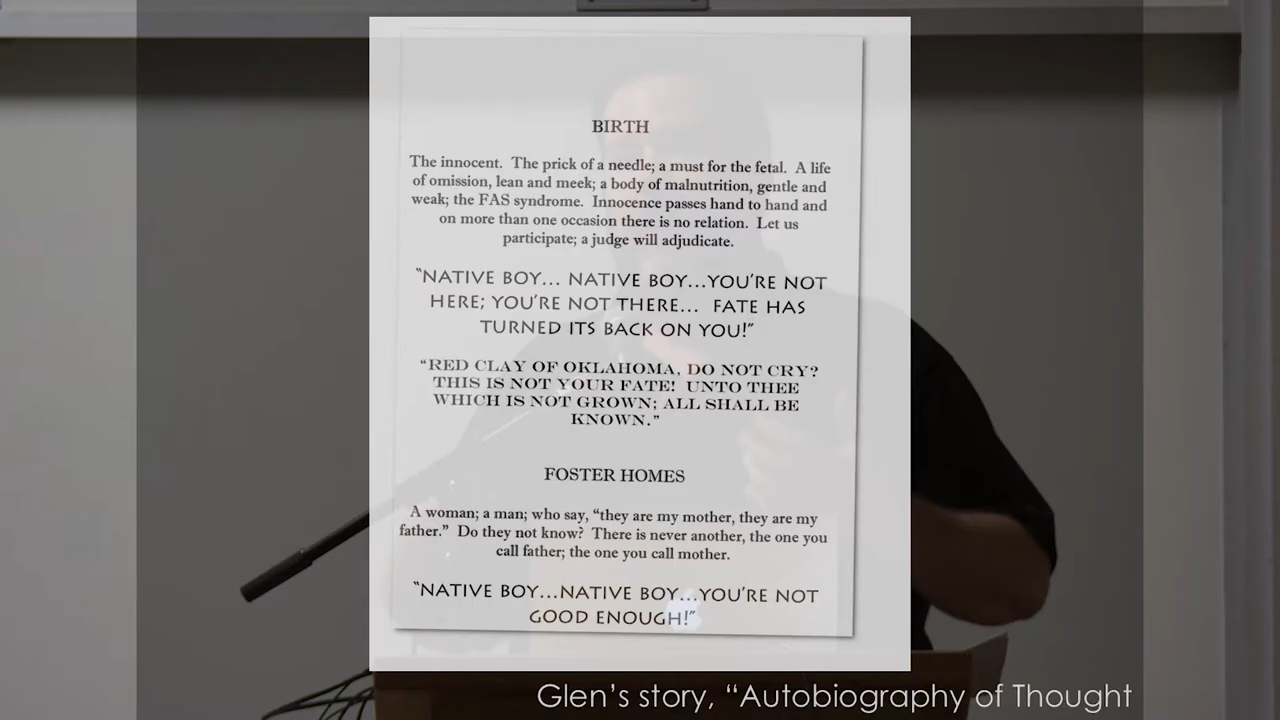 BIRTH
The innocent.  The prick of a needle; a must for the fetal.  A life
of omission, lean and meek; a body of malnutrition, gentle and
weak; the FAS syndrome.  Innocence passes hand to hand and
on more than one occasion there is no relation.  Let us
participate; a judge will adjudicate.
“NATIVE BOY… NATIVE BOY…YOU’RE NOT
HERE; YOU’RE NOT THERE…  FATE HAS
TURNED ITS BACK ON YOU!”
“RED CLAY OF OKLAHOMA, DO NOT CRY?
THIS IS NOT YOUR FATE!  UNTO THEE
WHICH IS NOT GROWN; ALL SHALL BE
KNOWN.”
FOSTER HOMES
A woman; a man; who say, “they are my mother, they are my
father.”  Do they not know?  There is never another, the one you
call father; the one you call mother.
“NATIVE BOY…NATIVE BOY…YOU’RE NOT
GOOD ENOUGH!”
Glen’s story, “Autobiography of Thought